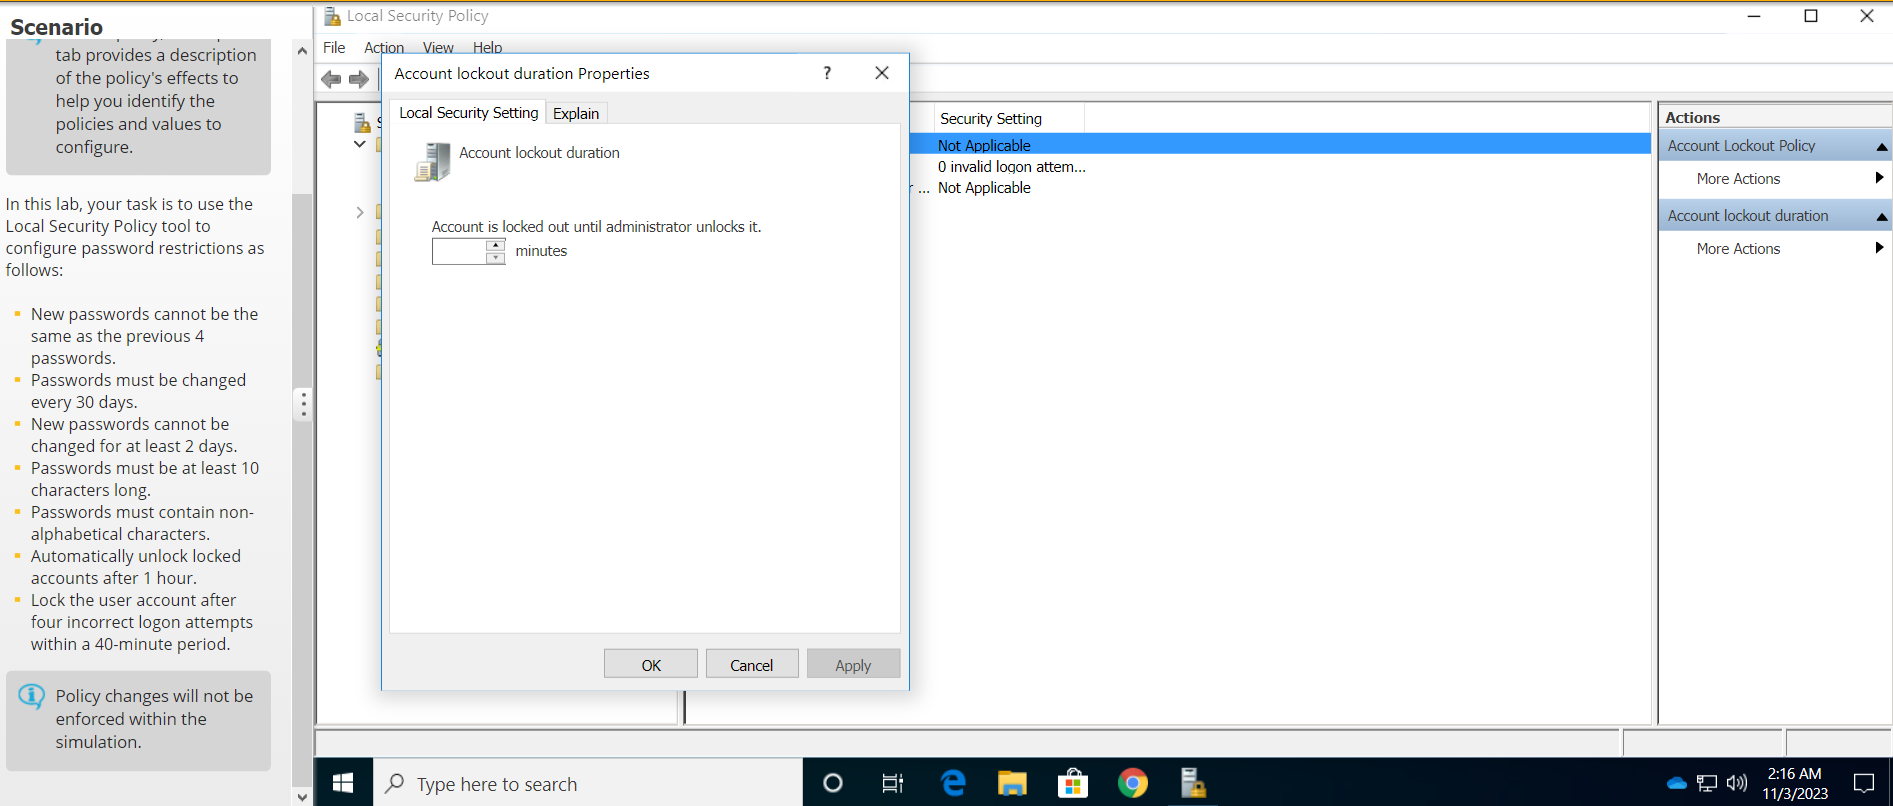 Scenario
tab provides a description
of the policy's effects to
help you identify the
policies and values to
configure.
In this lab, your task is to use the
Local Security Policy tool to
configure password restrictions as
follows:
New passwords cannot be the
same as the previous 4
passwords.
Passwords must be changed
every 30 days.
New passwords cannot be
changed for at least 2 days.
Passwords must be at least 10
characters long.
Passwords must contain non-
alphabetical characters.
Automatically unlock locked
accounts after 1 hour.
Lock the user account after
four incorrect logon attempts
within a 40-minute period.
Policy changes will not be
enforced within the
simulation.
Local Security Policy
File Action View Help
Account lockout duration Properties
?
Local Security Setting
Explain
Account lockout duration
Account is locked out until administrator unlocks it.
minutes
OK
Cancel
Apply
Security Setting
Not Applicable
0 invalid logon attem...
r ... Not Applicable
Actions
Account Lockout Policy
More Actions
Account lockout duration
More Actions
Type here to search
2:16 AM
11/3/2023